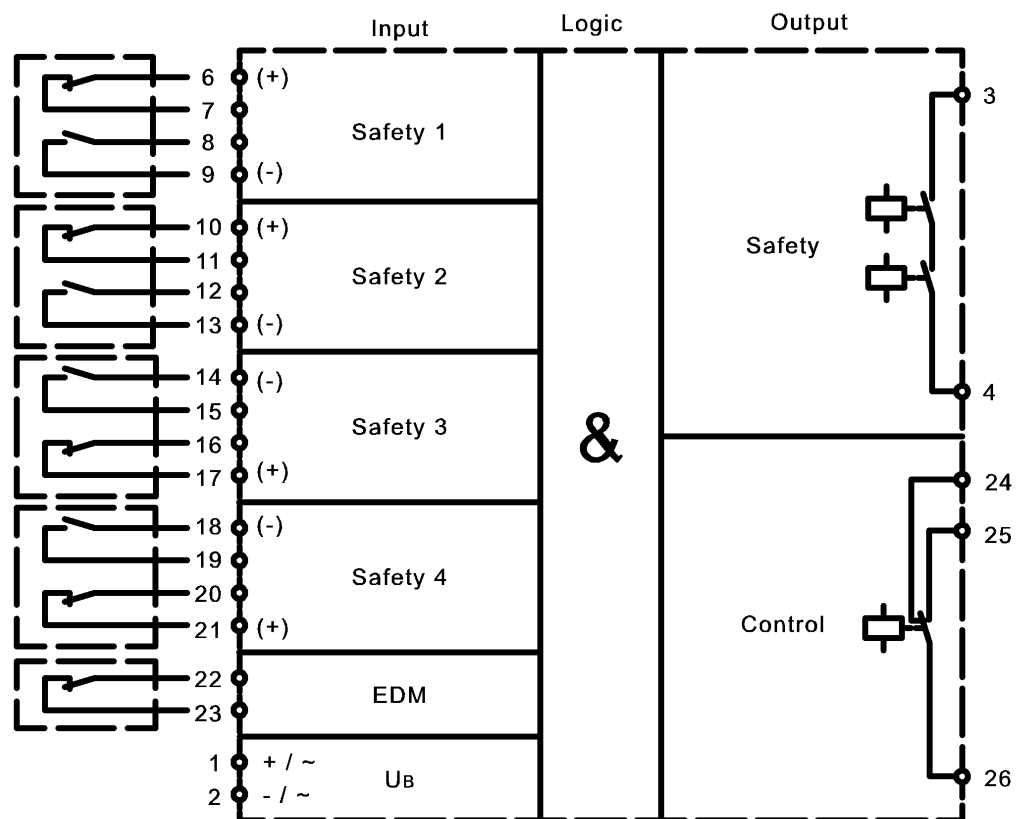 Input
Logic
Output
6 (+)
7
8
9 (-)
Safety 1
10 (+)
11
12
13 (-)
Safety 2
14 (-)
15
16
17 (+)
Safety 3
18 (-)
19
20
21 (+)
Safety 4
22
23
EDM
1 + / ~
2 - / ~
UB
&
3
Safety
4
24
25
Control
26